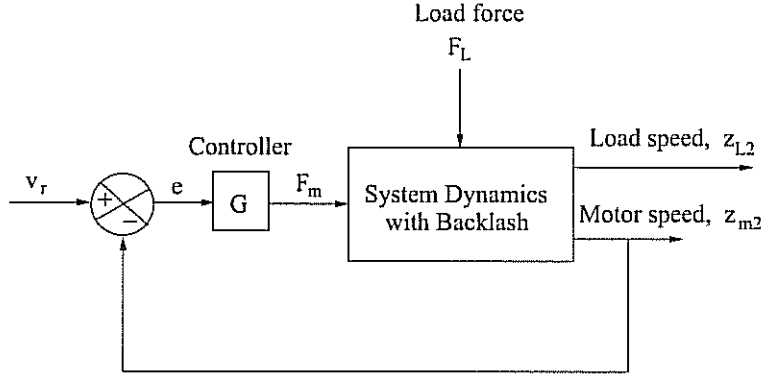 Load force
F_L
Controller
Load speed, z_L2
v_r
+
−
e
G
F_m
System Dynamics
with Backlash
Motor speed, z_m2